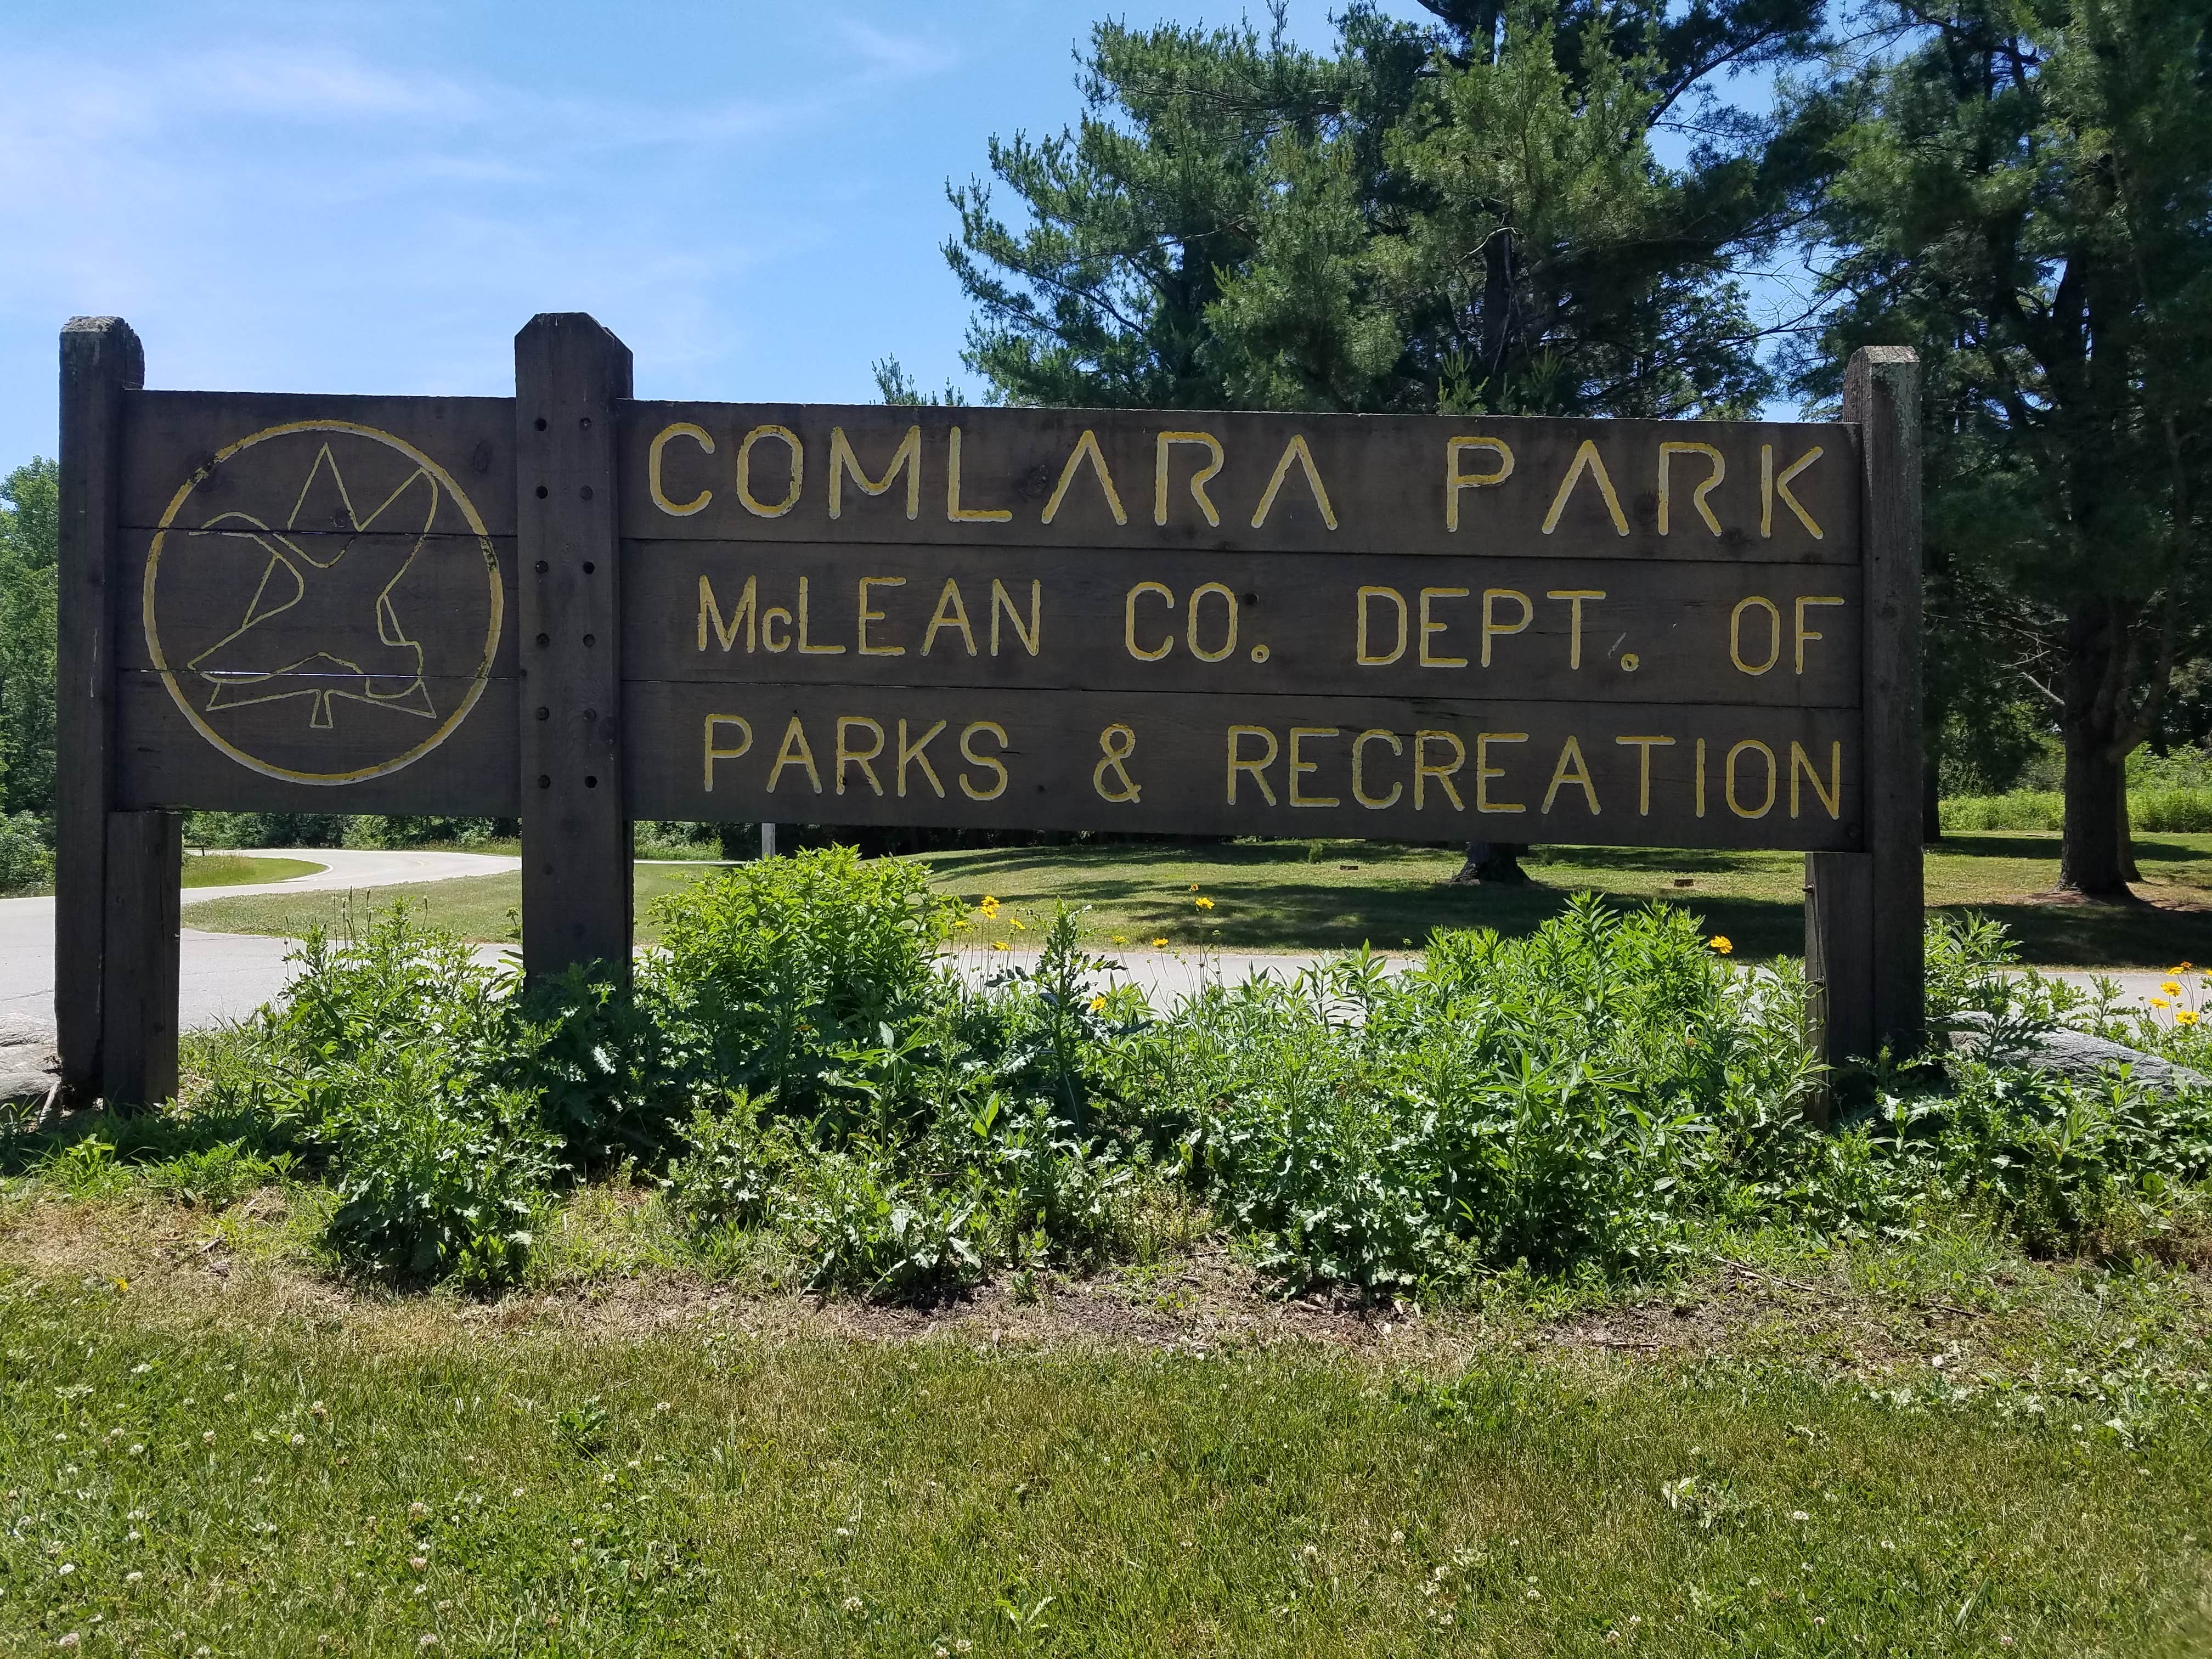 COMLARA PARK
McLEAN CO. DEPT. OF
PARKS & RECREATION